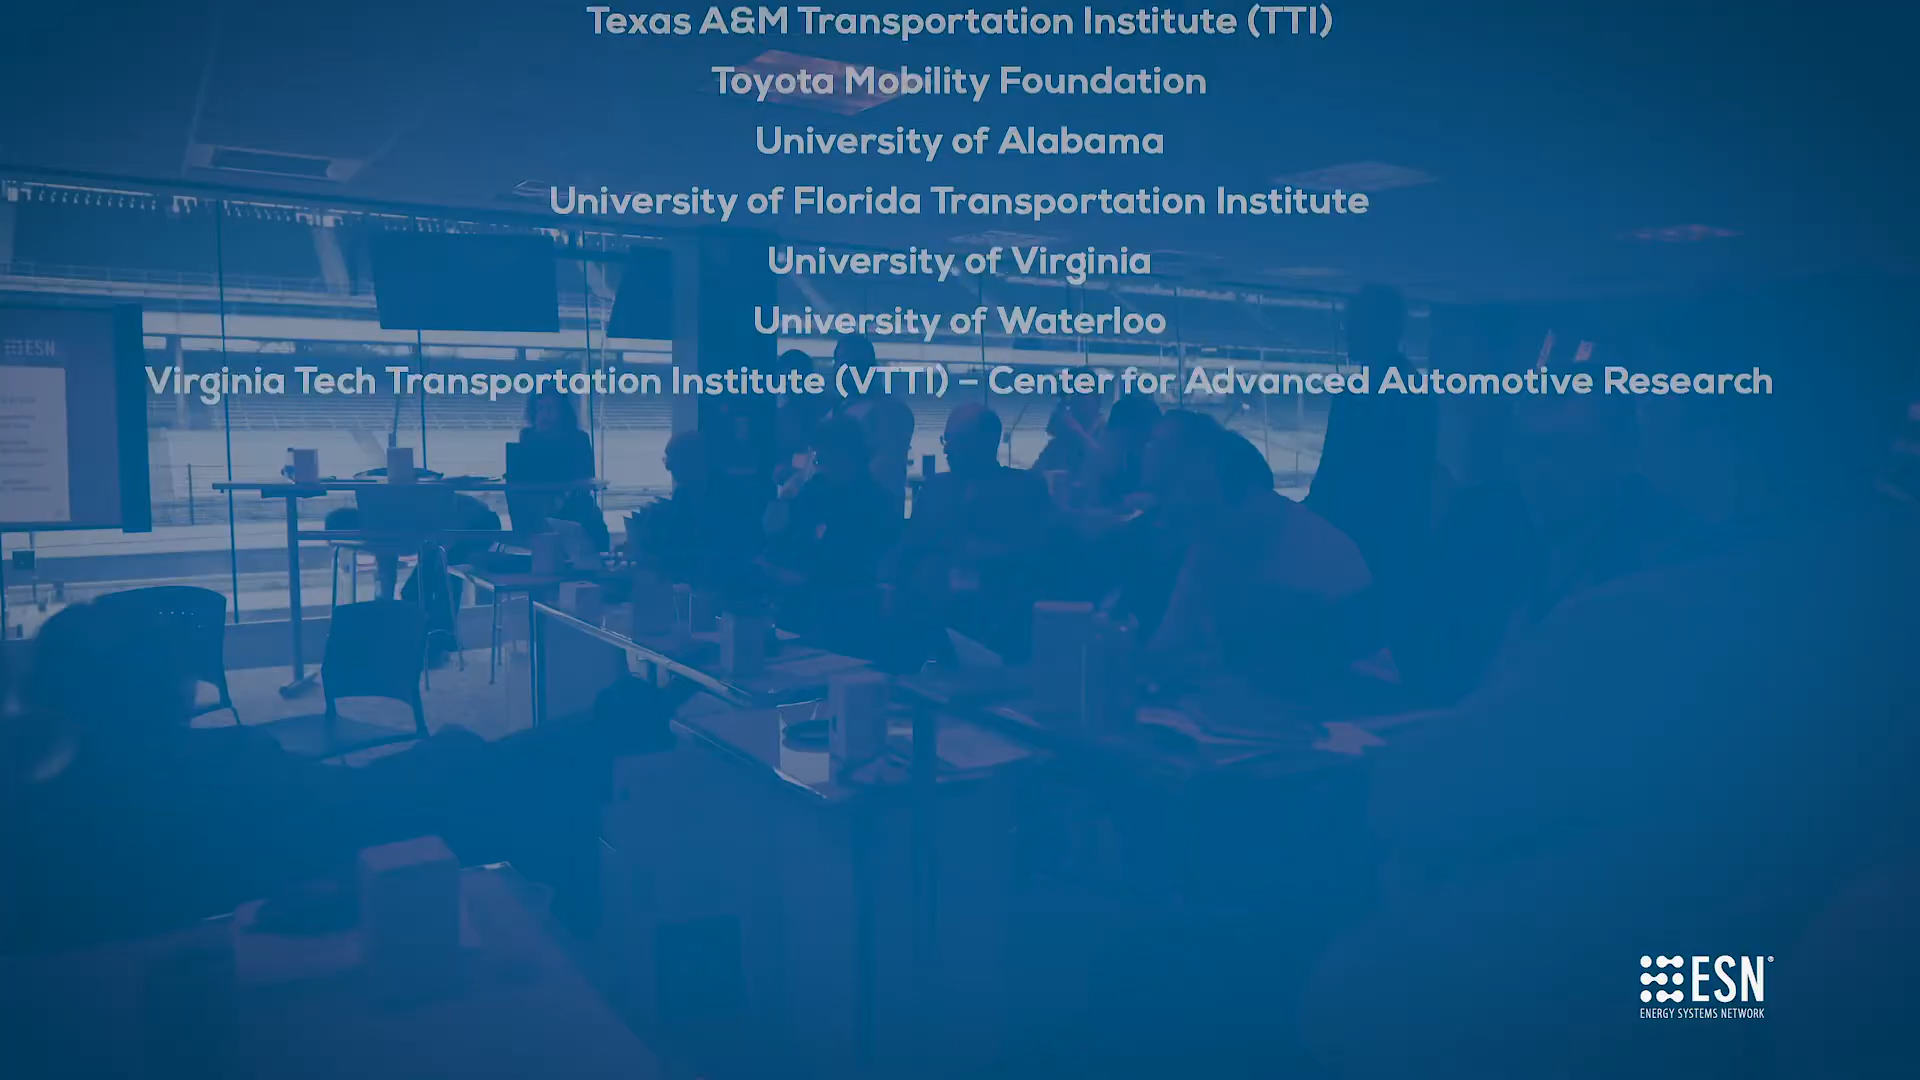 Texas A&M Transportation Institute (TTI)
Toyota Mobility Foundation
University of Alabama
University of Florida Transportation Institute
University of Virginia
University of Waterloo
Virginia Tech Transportation Institute (VTTI) – Center for Advanced Automotive Research
ESN
ESN®
ENERGY SYSTEMS NETWORK